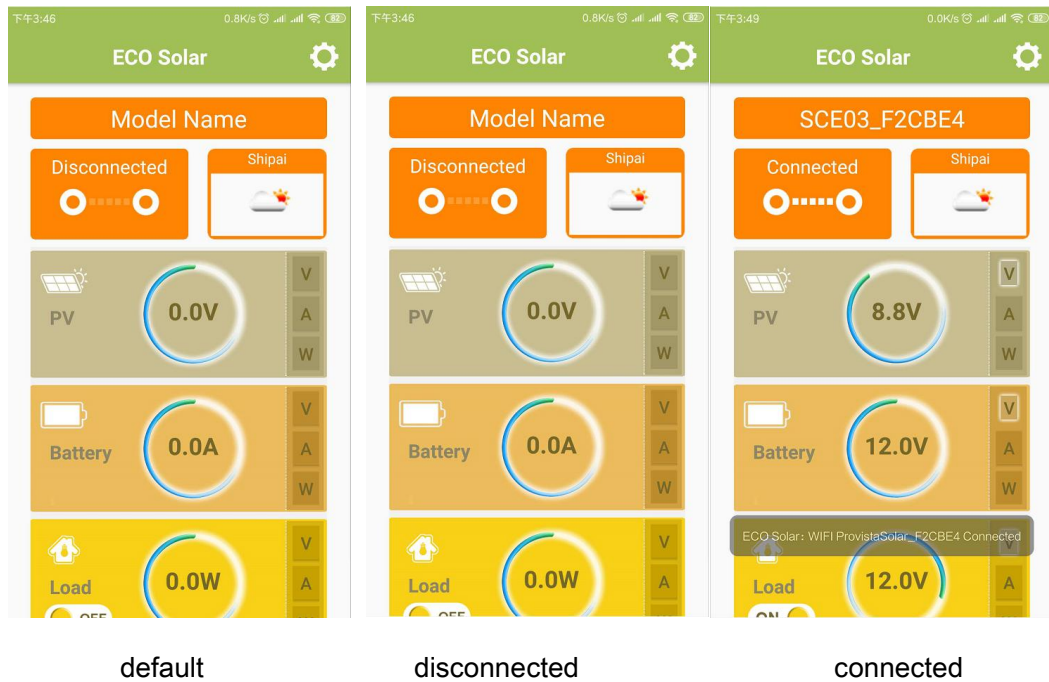 下午3:46 0.8K/s 82
ECO Solar
Model Name
Disconnected
Shipai
PV
0.0V
V
A
W
Battery
0.0A
V
A
W
Load
0.0W
V
A
OFF
default
下午3:46 0.8K/s 82
ECO Solar
Model Name
Disconnected
Shipai
PV
0.0V
V
A
W
Battery
0.0A
V
A
W
Load
0.0W
V
A
OFF
disconnected
下午3:49 0.0K/s 82
ECO Solar
SCE03_F2CBE4
Connected
Shipai
PV
8.8V
V
A
W
Battery
12.0V
V
A
W
ECO Solar: WIFI ProvistaSolar_F2CBE4 Connected
Load
12.0V
V
A
ON
connected